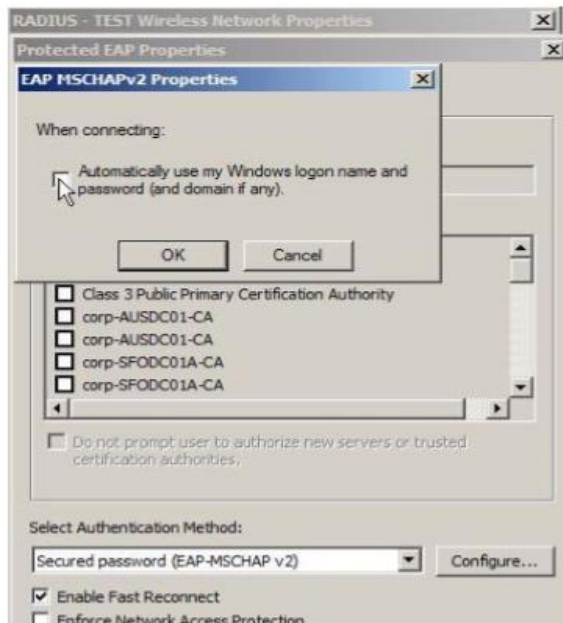 RADIUS - TEST Wireless Network Properties
Protected EAP Properties
EAP MSCHAPv2 Properties
When connecting:
Automatically use my Windows logon name and
password (and domain if any).
OK
Cancel
Class 3 Public Primary Certification Authority
corp-AUSDC01-CA
corp-AUSDC01-CA
corp-SFODC01A-CA
corp-SFODC01A-CA
Do not prompt user to authorize new servers or trusted
certification authorities.
Select Authentication Method:
Secured password (EAP-MSCHAP v2)
Configure...
Enable Fast Reconnect
Enforce Network Access Protection